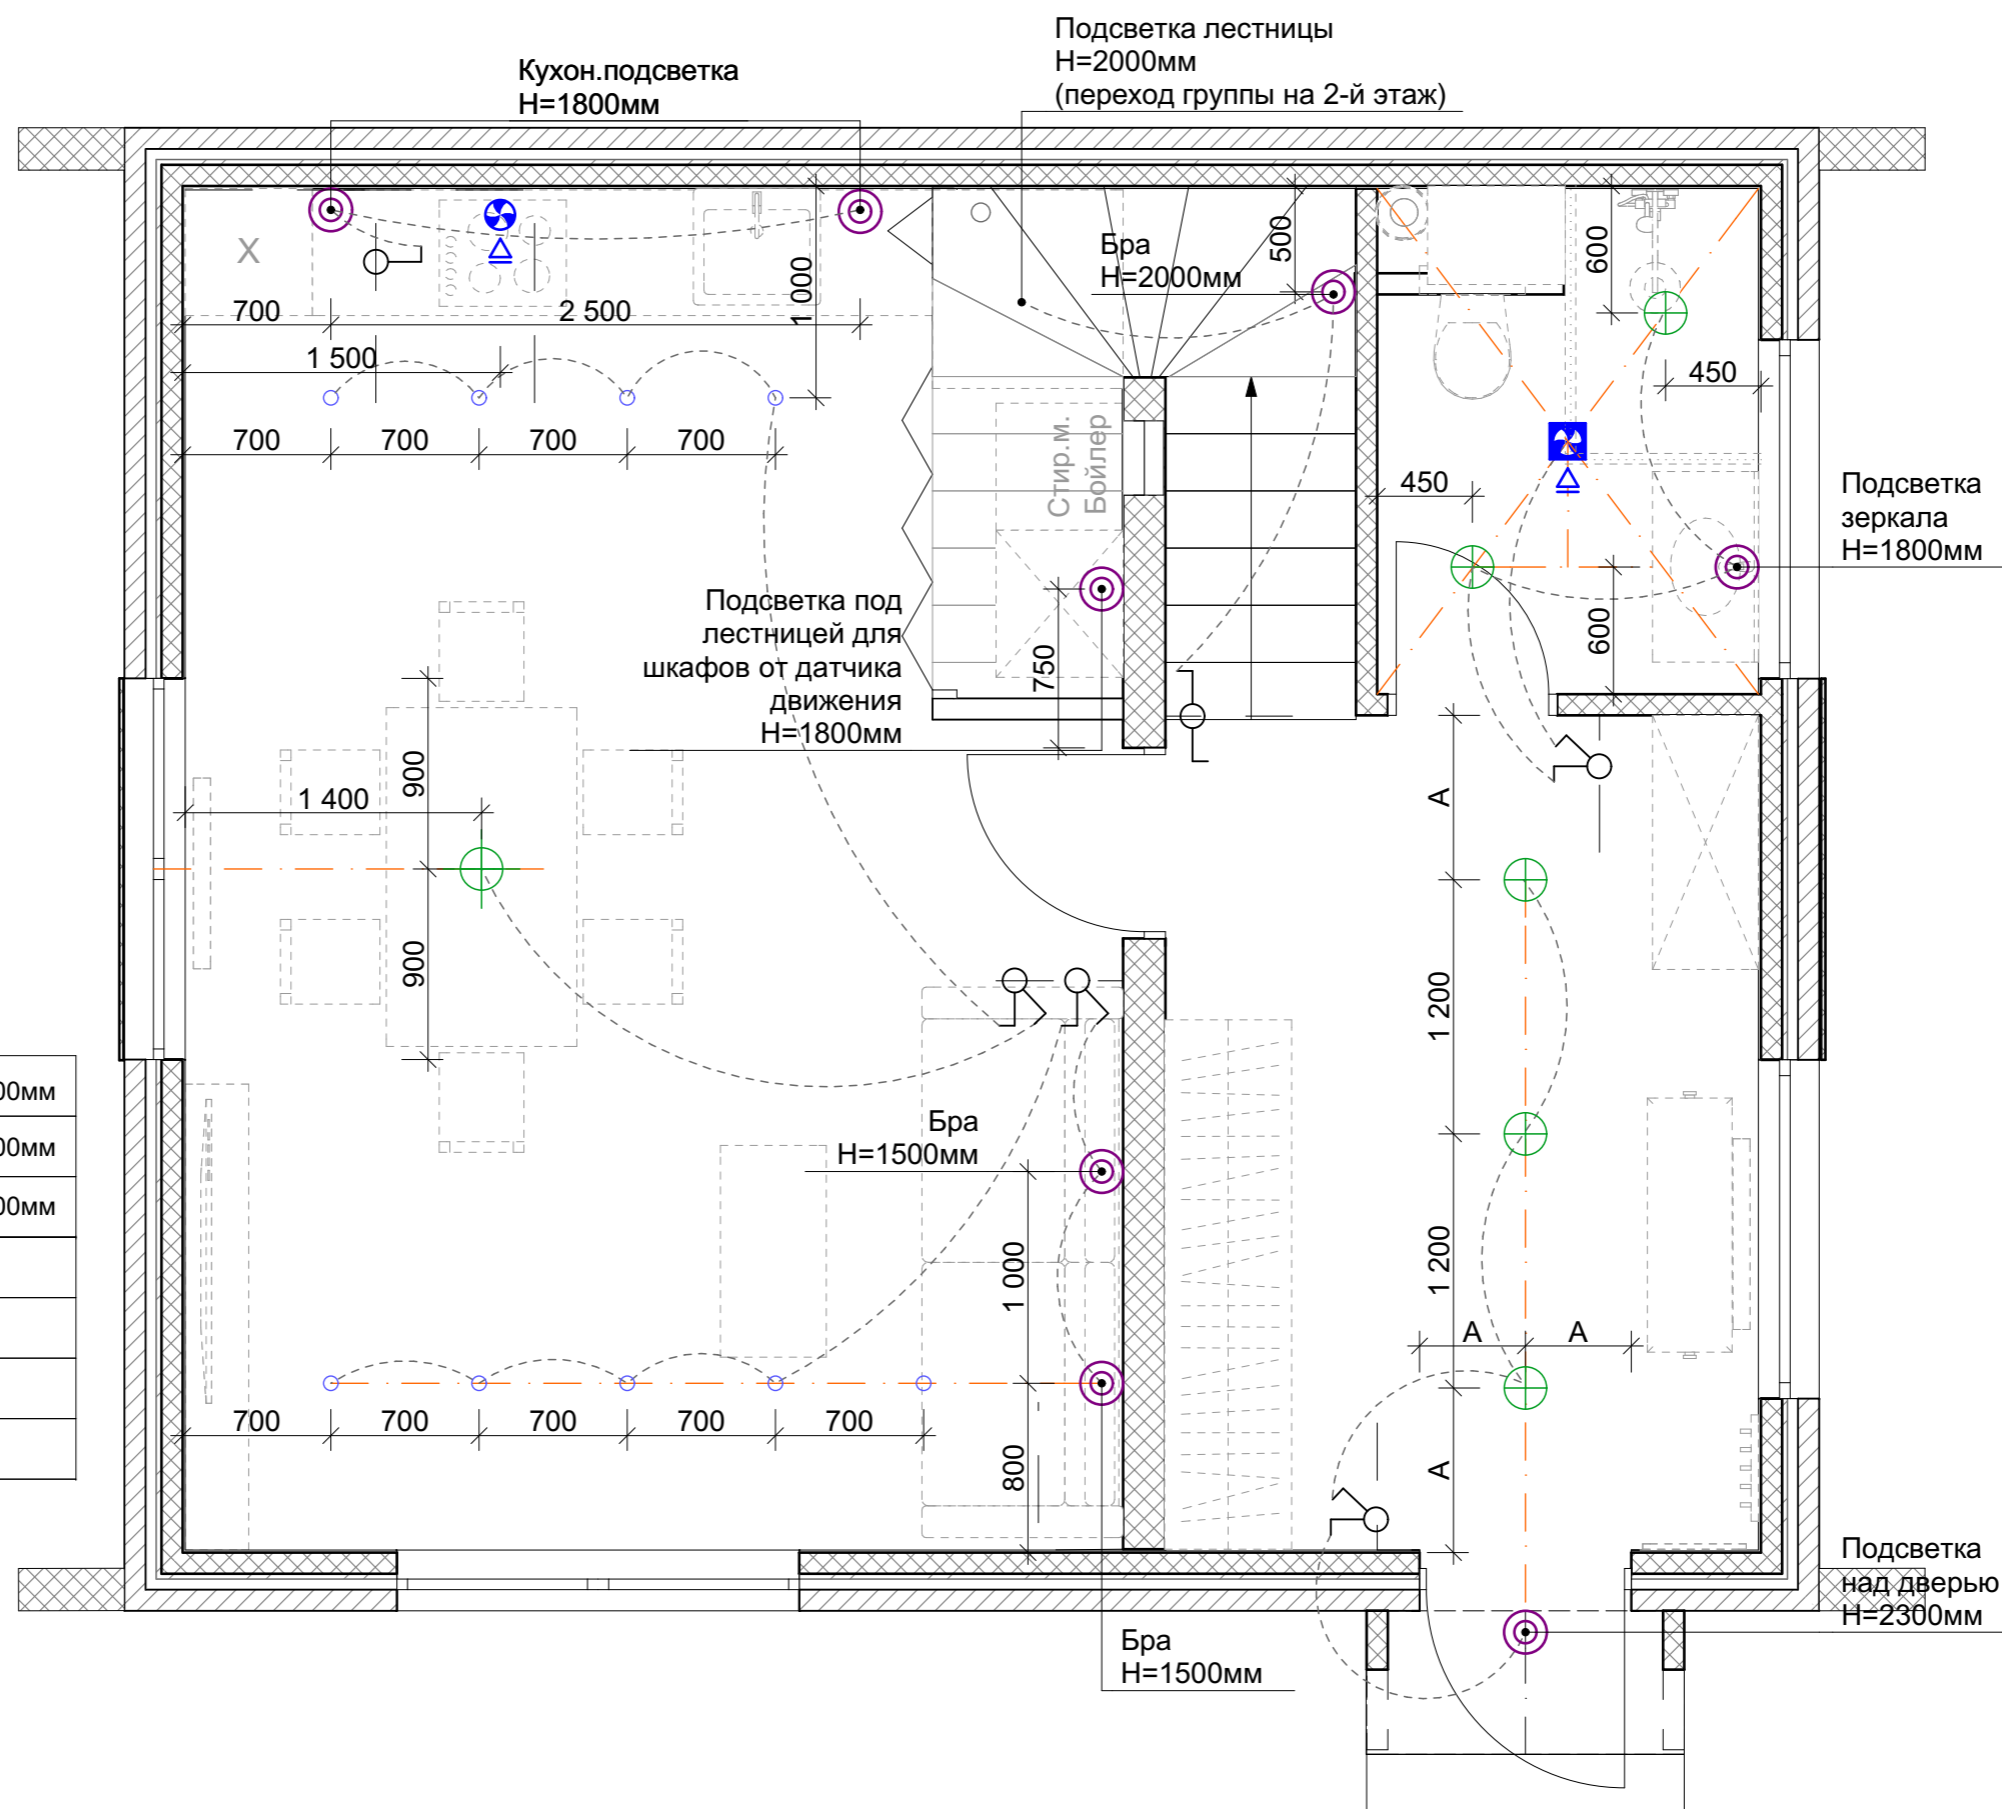 Подсветка лестницы
Н=2000мм
(переход группы на 2-й этаж)
Кухон.подсветка
Н=1800мм
Х
700
2 500
1 000
1 500
700
700
700
700
Бра
Н=2000мм
500
600
450
450
600
Стир.м.
Бойлер
Подсветка
зеркала
Н=1800мм
Подсветка под
лестницей для
шкафов от датчика
движения
Н=1800мм
750
900
1 400
900
А
1 200
1 200
А
А
А
00мм
00мм
00мм
Бра
Н=1500мм
1 000
800
700
700
700
700
700
Бра
Н=1500мм
Подсветка
над дверью
Н=2300мм